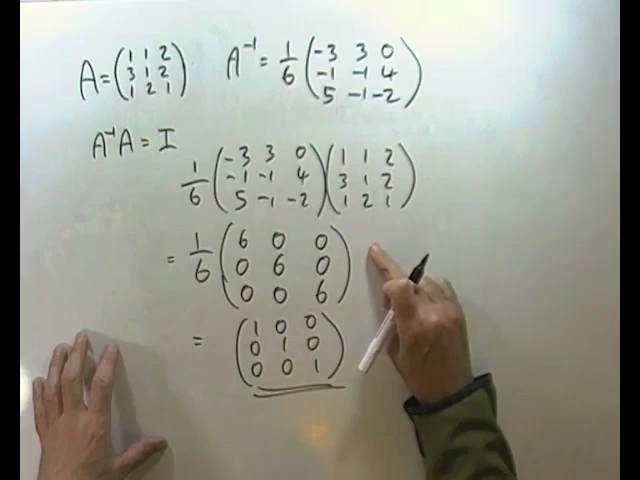 A = (1 1 2 / 3 1 2 / 1 2 1) A⁻¹ = 1/6 (-3 3 0 / -1 -1 4 / 5 -1 -2)
A⁻¹A = I
1/6 (-3 3 0 / -1 -1 4 / 5 -1 -2) (1 1 2 / 3 1 2 / 1 2 1)
= 1/6 (6 0 0 / 0 6 0 / 0 0 6)
= (1 0 0 / 0 1 0 / 0 0 1)